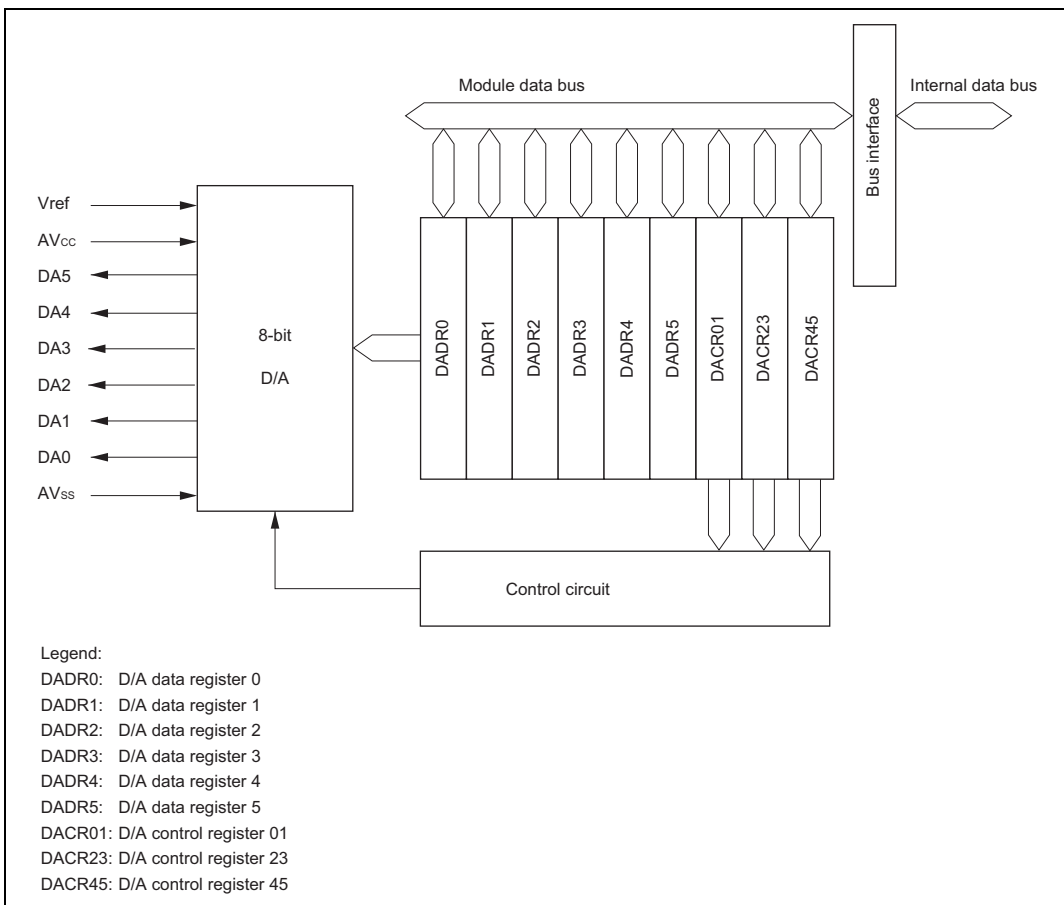 Module data bus
Internal data bus
Bus interface
Vref
AVCC
DA5
DA4
DA3
DA2
DA1
DA0
AVSS
8-bit
D/A
DADR0
DADR1
DADR2
DADR3
DADR4
DADR5
DACR01
DACR23
DACR45
Control circuit
Legend:
DADR0: D/A data register 0
DADR1: D/A data register 1
DADR2: D/A data register 2
DADR3: D/A data register 3
DADR4: D/A data register 4
DADR5: D/A data register 5
DACR01: D/A control register 01
DACR23: D/A control register 23
DACR45: D/A control register 45